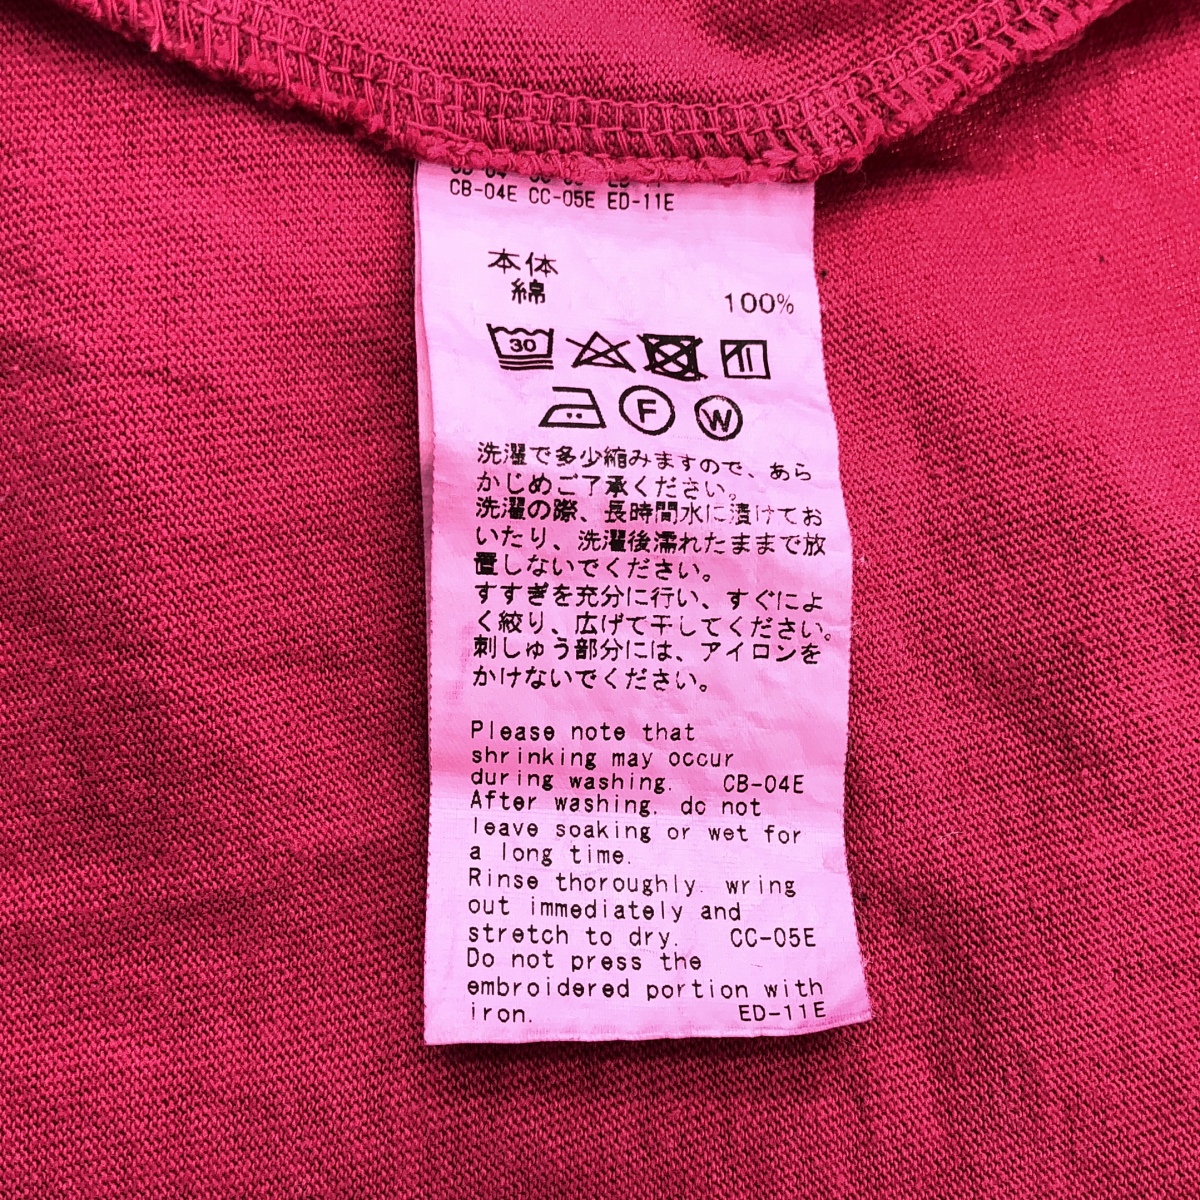 CB-04E CC-05E ED-11E
本体
綿 100%
30
F W
洗濯で多少縮みますので、あら
かじめご了承ください。
洗濯の際、長時間水に漬けてお
いたり、洗濯後濡れたままで放
置しないでください。
すすぎを充分に行い、すぐによ
く絞り、広げて干してください。
刺しゅう部分には、アイロンを
かけないでください。
Please note that
shrinking may occur
during washing. CB-04E
After washing, do not
leave soaking or wet for
a long time.
Rinse thoroughly, wring
out immediately and
stretch to dry. CC-05E
Do not press the
embroidered portion with
iron. ED-11E